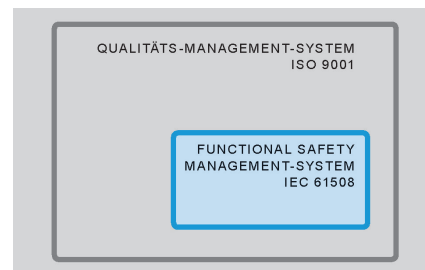 QUALITÄTS-MANAGEMENT-SYSTEM
ISO 9001
FUNCTIONAL SAFETY
MANAGEMENT-SYSTEM
IEC 61508